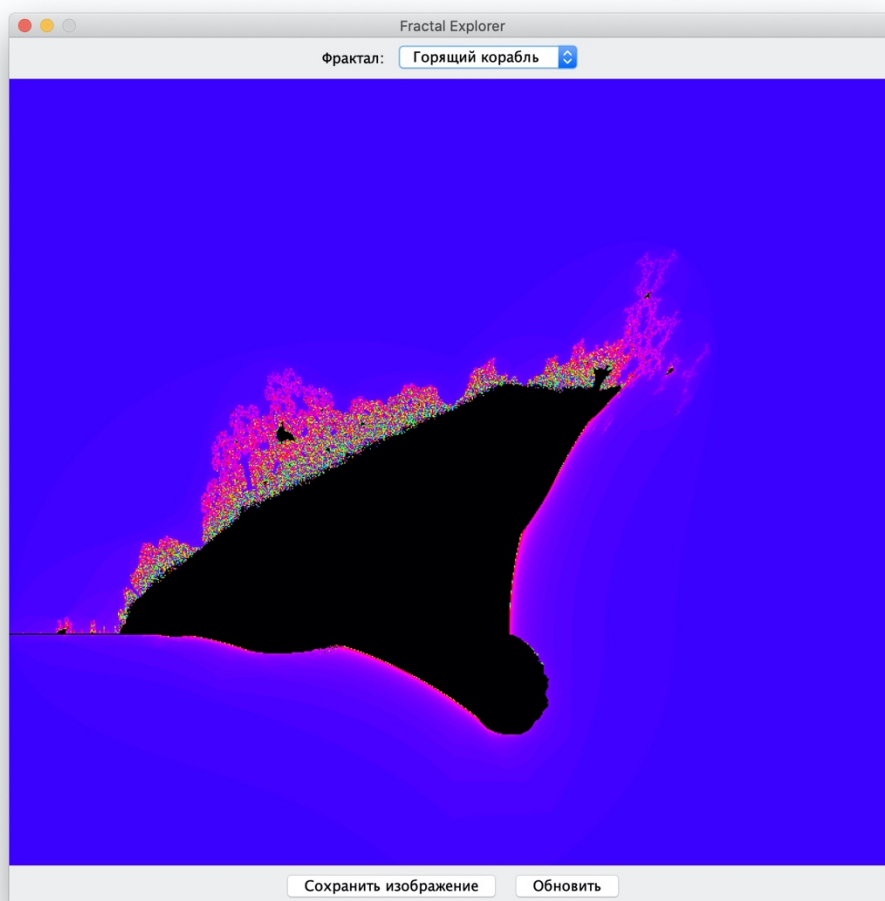 Fractal Explorer
Фрактал: Горящий корабль
Сохранить изображение Обновить